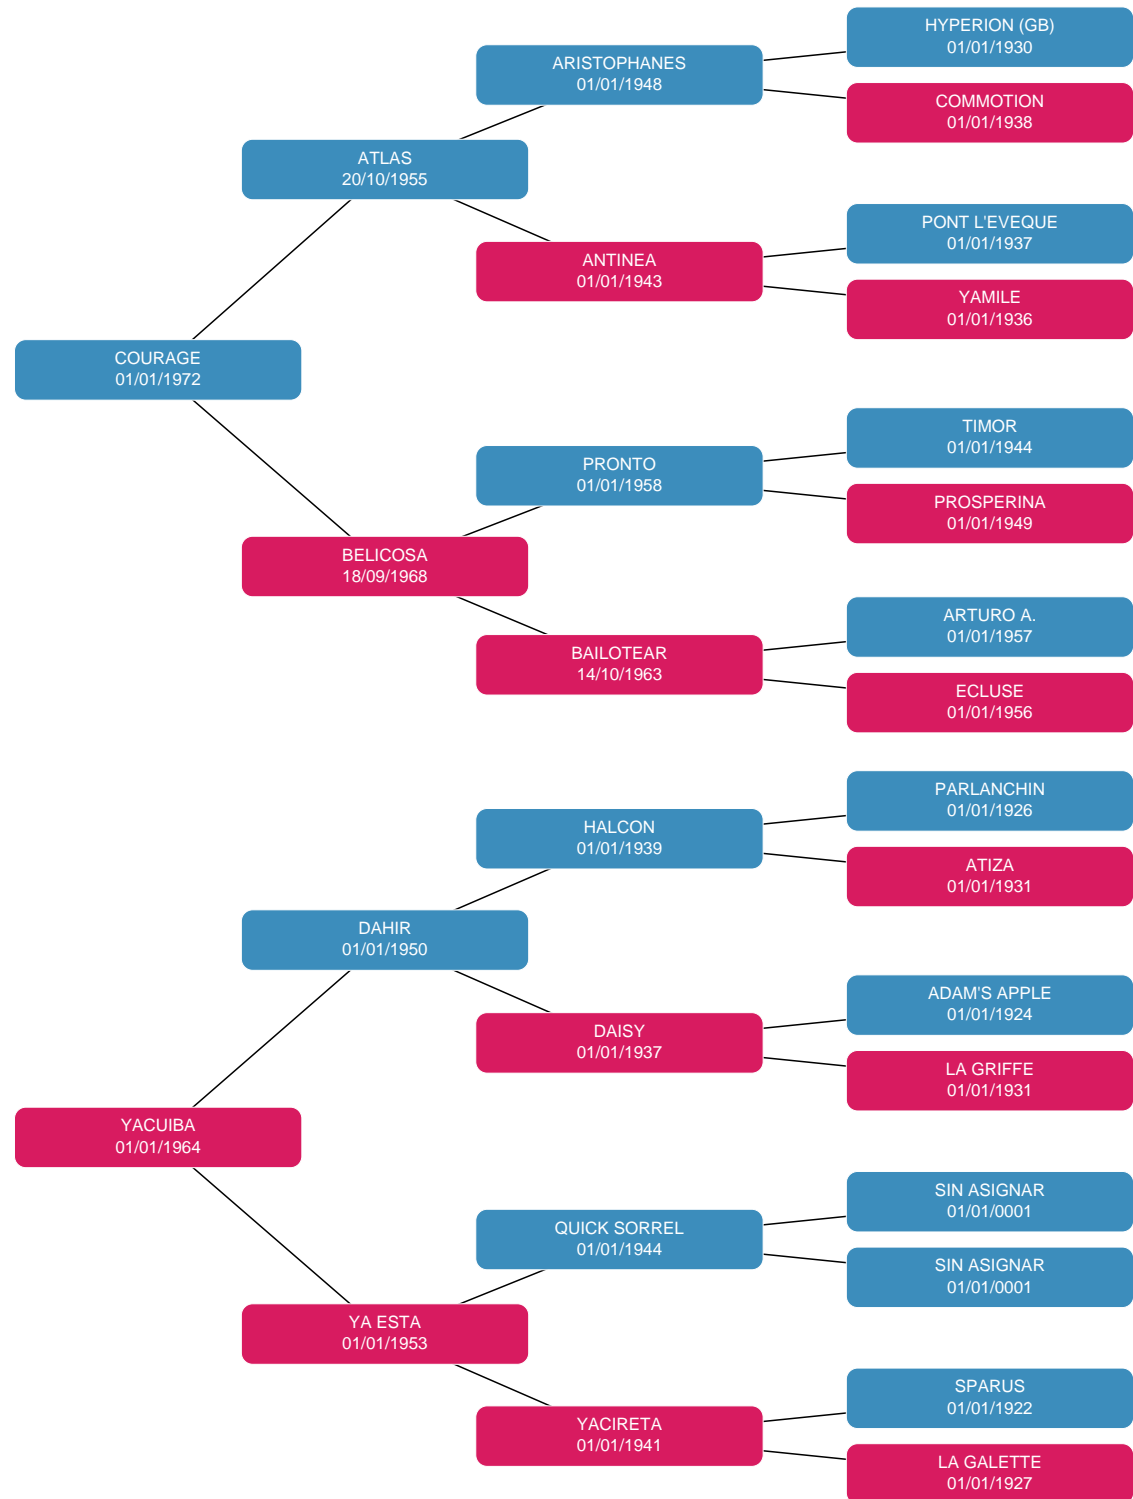 HYPERION (GB)
01/01/1930
ARISTOPHANES
01/01/1948
COMMOTION
01/01/1938
ATLAS
20/10/1955
PONT L'EVEQUE
01/01/1937
ANTINEA
01/01/1943
YAMILE
01/01/1936
COURAGE
01/01/1972
TIMOR
01/01/1944
PRONTO
01/01/1958
PROSPERINA
01/01/1949
BELICOSA
18/09/1968
ARTURO A.
01/01/1957
BAILOTEAR
14/10/1963
ECLUSE
01/01/1956
PARLANCHIN
01/01/1926
HALCON
01/01/1939
ATIZA
01/01/1931
DAHIR
01/01/1950
ADAM'S APPLE
01/01/1924
DAISY
01/01/1937
LA GRIFFE
01/01/1931
YACUIBA
01/01/1964
SIN ASIGNAR
01/01/0001
QUICK SORREL
01/01/1944
SIN ASIGNAR
01/01/0001
YA ESTA
01/01/1953
SPARUS
01/01/1922
YACIRETA
01/01/1941
LA GALETTE
01/01/1927